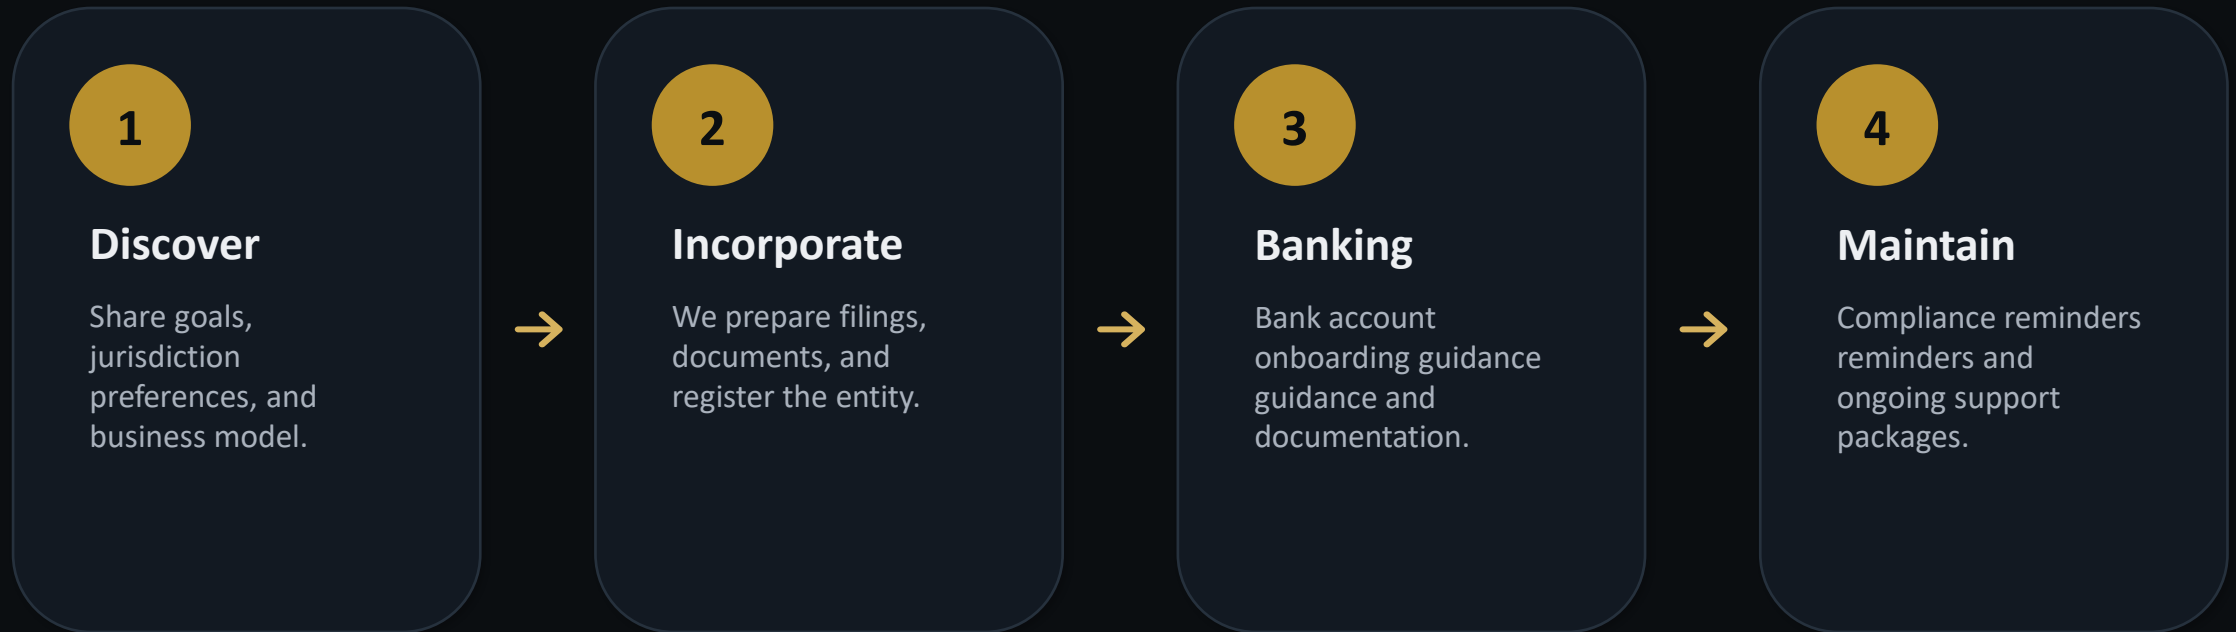 1
Discover
Share goals,
jurisdiction
preferences, and
business model.
2
Incorporate
We prepare filings,
documents, and
register the entity.
3
Banking
Bank account
onboarding guidance
guidance and
documentation.
4
Maintain
Compliance reminders
reminders and
ongoing support
packages.